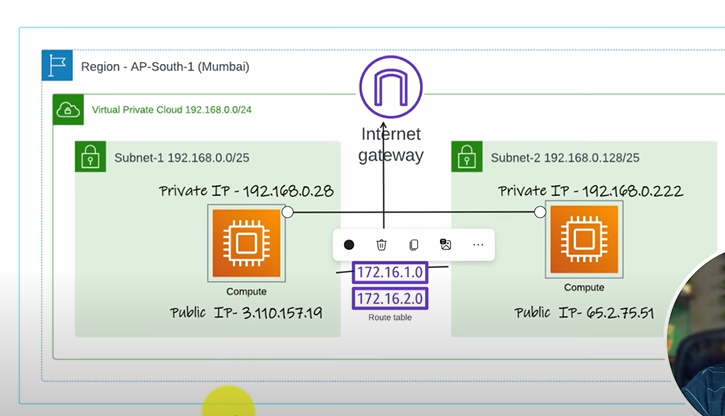 Region - AP-South-1 (Mumbai)
Virtual Private Cloud 192.168.0.0/24
Internet
gateway
Subnet-1 192.168.0.0/25
Private IP - 192.168.0.28
Compute
Public IP- 3.110.157.19
172.16.1.0
172.16.2.0
Route table
Subnet-2 192.168.0.128/25
Private IP - 192.168.0.222
Compute
Public IP- 65.2.75.51